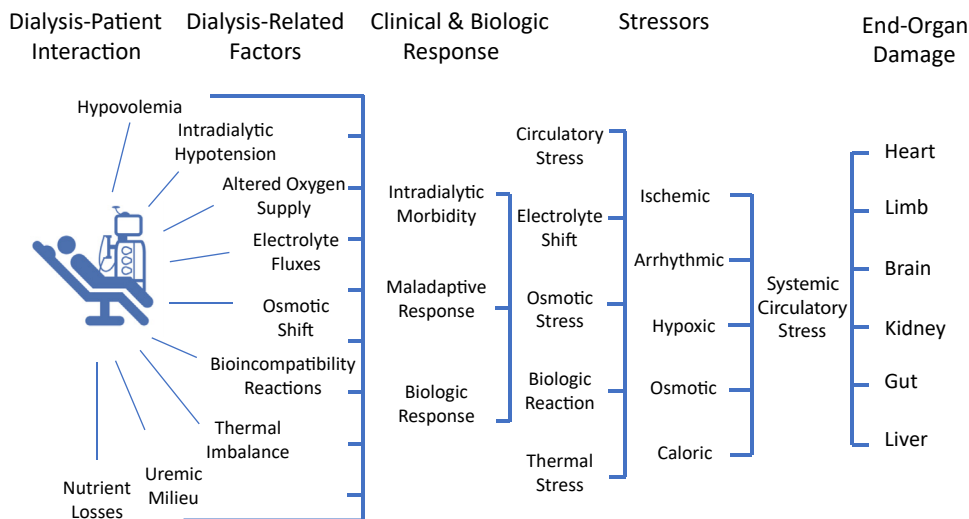 Dialysis-Patient
Interaction
Dialysis-Related
Factors
Clinical & Biologic
Response
Stressors
End-Organ
Damage
Hypovolemia
Intradialytic
Hypotension
Altered Oxygen
Supply
Electrolyte
Fluxes
Osmotic
Shift
Bioincompatibility
Reactions
Thermal
Imbalance
Uremic
Milieu
Nutrient
Losses
Intradialytic
Morbidity
Maladaptive
Response
Biologic
Response
Circulatory
Stress
Electrolyte
Shift
Osmotic
Stress
Biologic
Reaction
Thermal
Stress
Ischemic
Arrhythmic
Hypoxic
Osmotic
Caloric
Systemic
Circulatory
Stress
Heart
Limb
Brain
Kidney
Gut
Liver